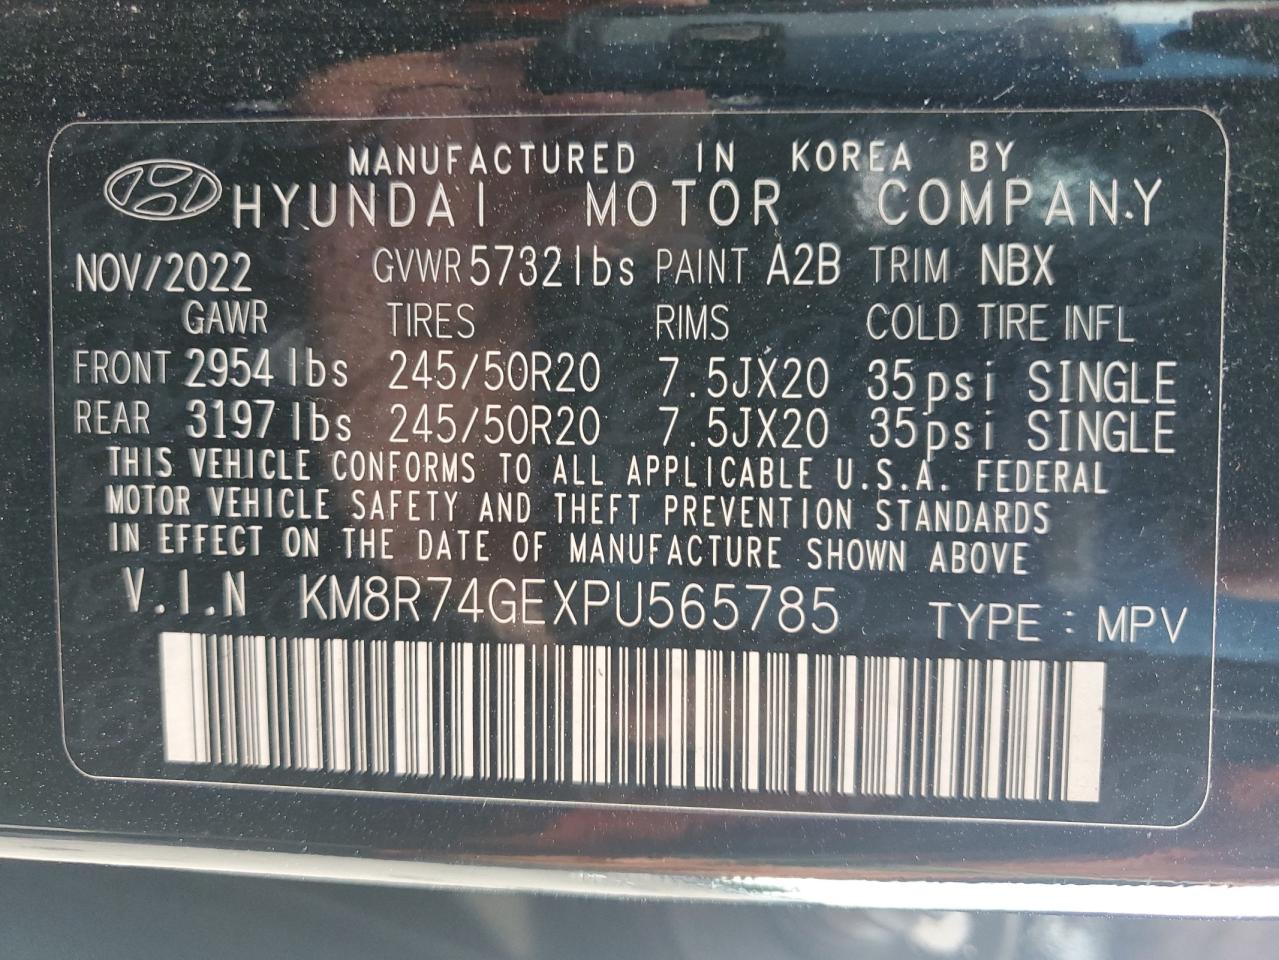 MANUFACTURED IN KOREA BY
HYUNDAI MOTOR COMPANY
NOV/2022 GVWR 5732 lbs PAINT A2B TRIM NBX
GAWR TIRES RIMS COLD TIRE INFL
FRONT 2954 lbs 245/50R20 7.5JX20 35psi SINGLE
REAR 3197 lbs 245/50R20 7.5JX20 35psi SINGLE
THIS VEHICLE CONFORMS TO ALL APPLICABLE U.S.A. FEDERAL
MOTOR VEHICLE SAFETY AND THEFT PREVENTION STANDARDS
IN EFFECT ON THE DATE OF MANUFACTURE SHOWN ABOVE
V.I.N KM8R74GEXPU565785 TYPE : MPV